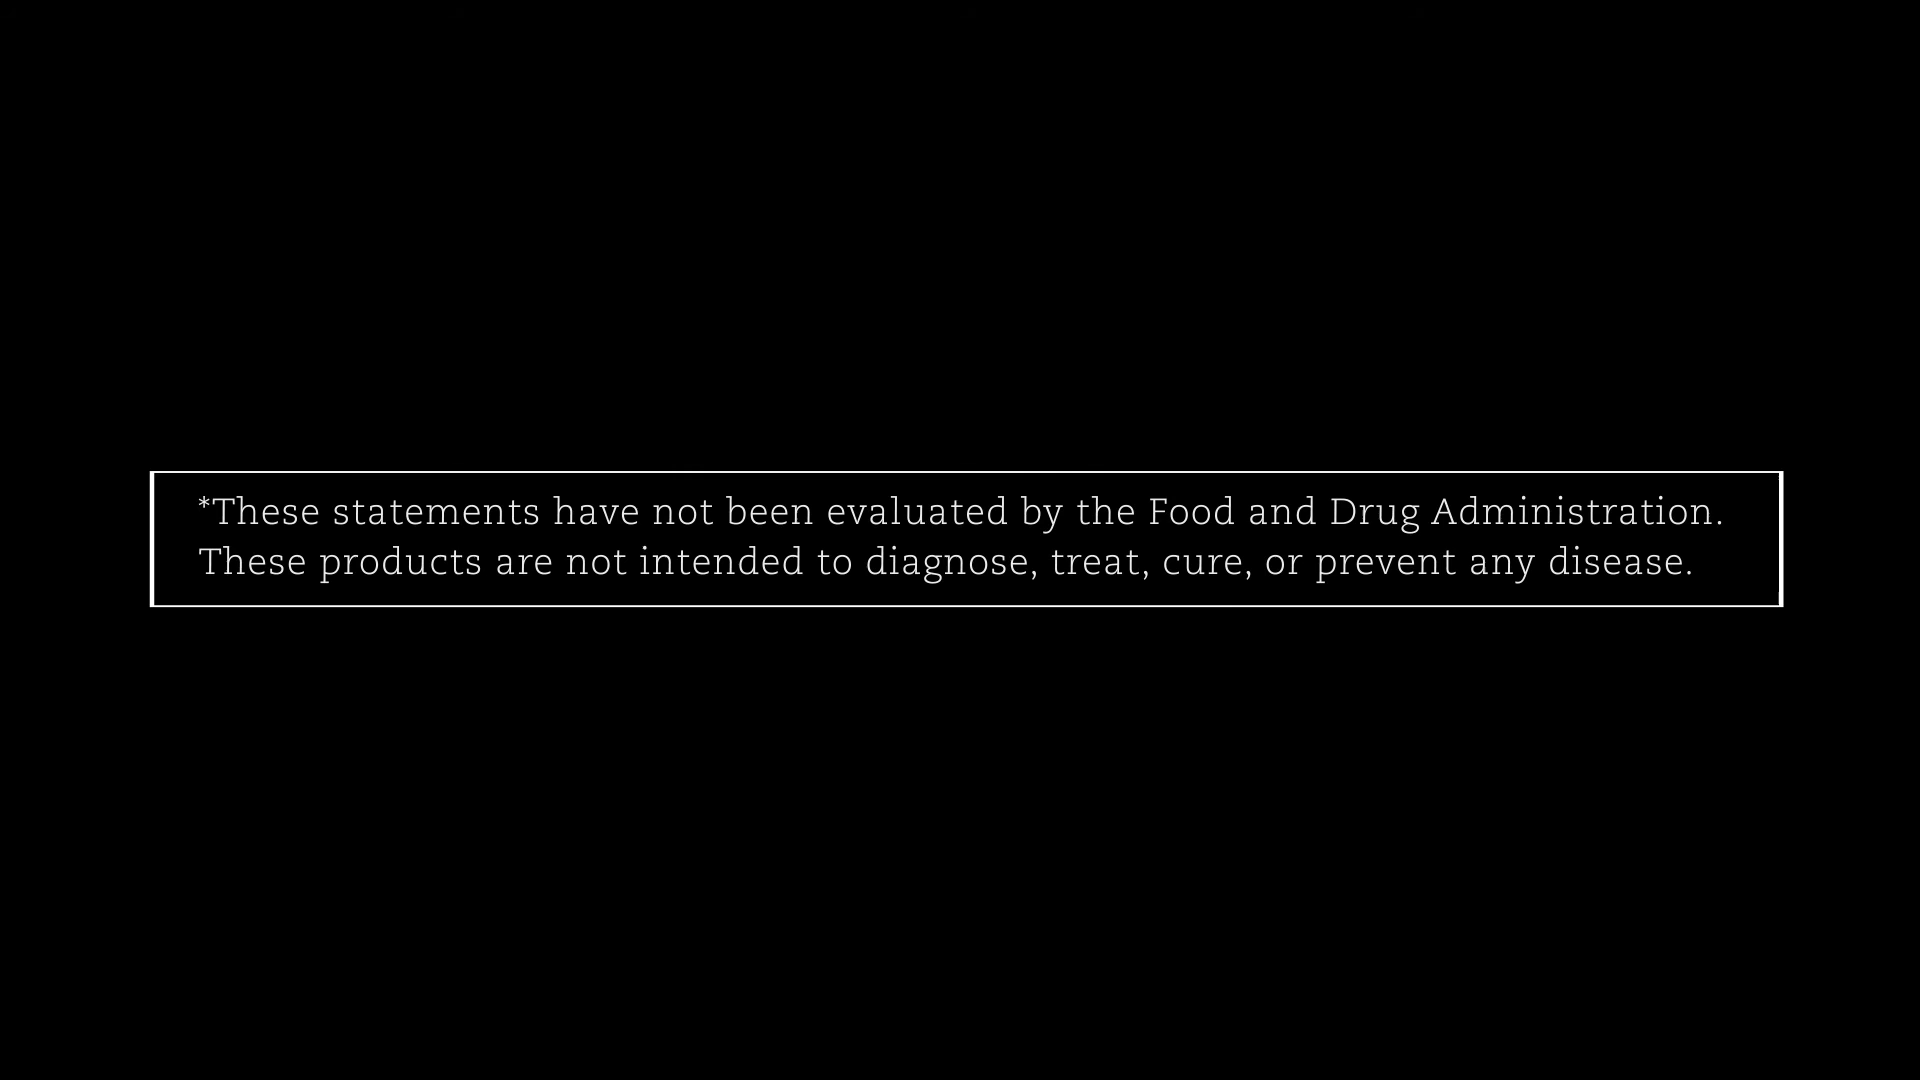 *These statements have not been evaluated by the Food and Drug Administration.
These products are not intended to diagnose, treat, cure, or prevent any disease.